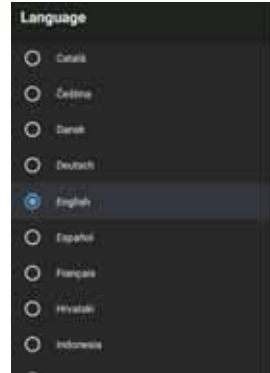 Language
Català
Čeština
Dansk
Deutsch
English
Español
Français
Hrvatski
Indonesia